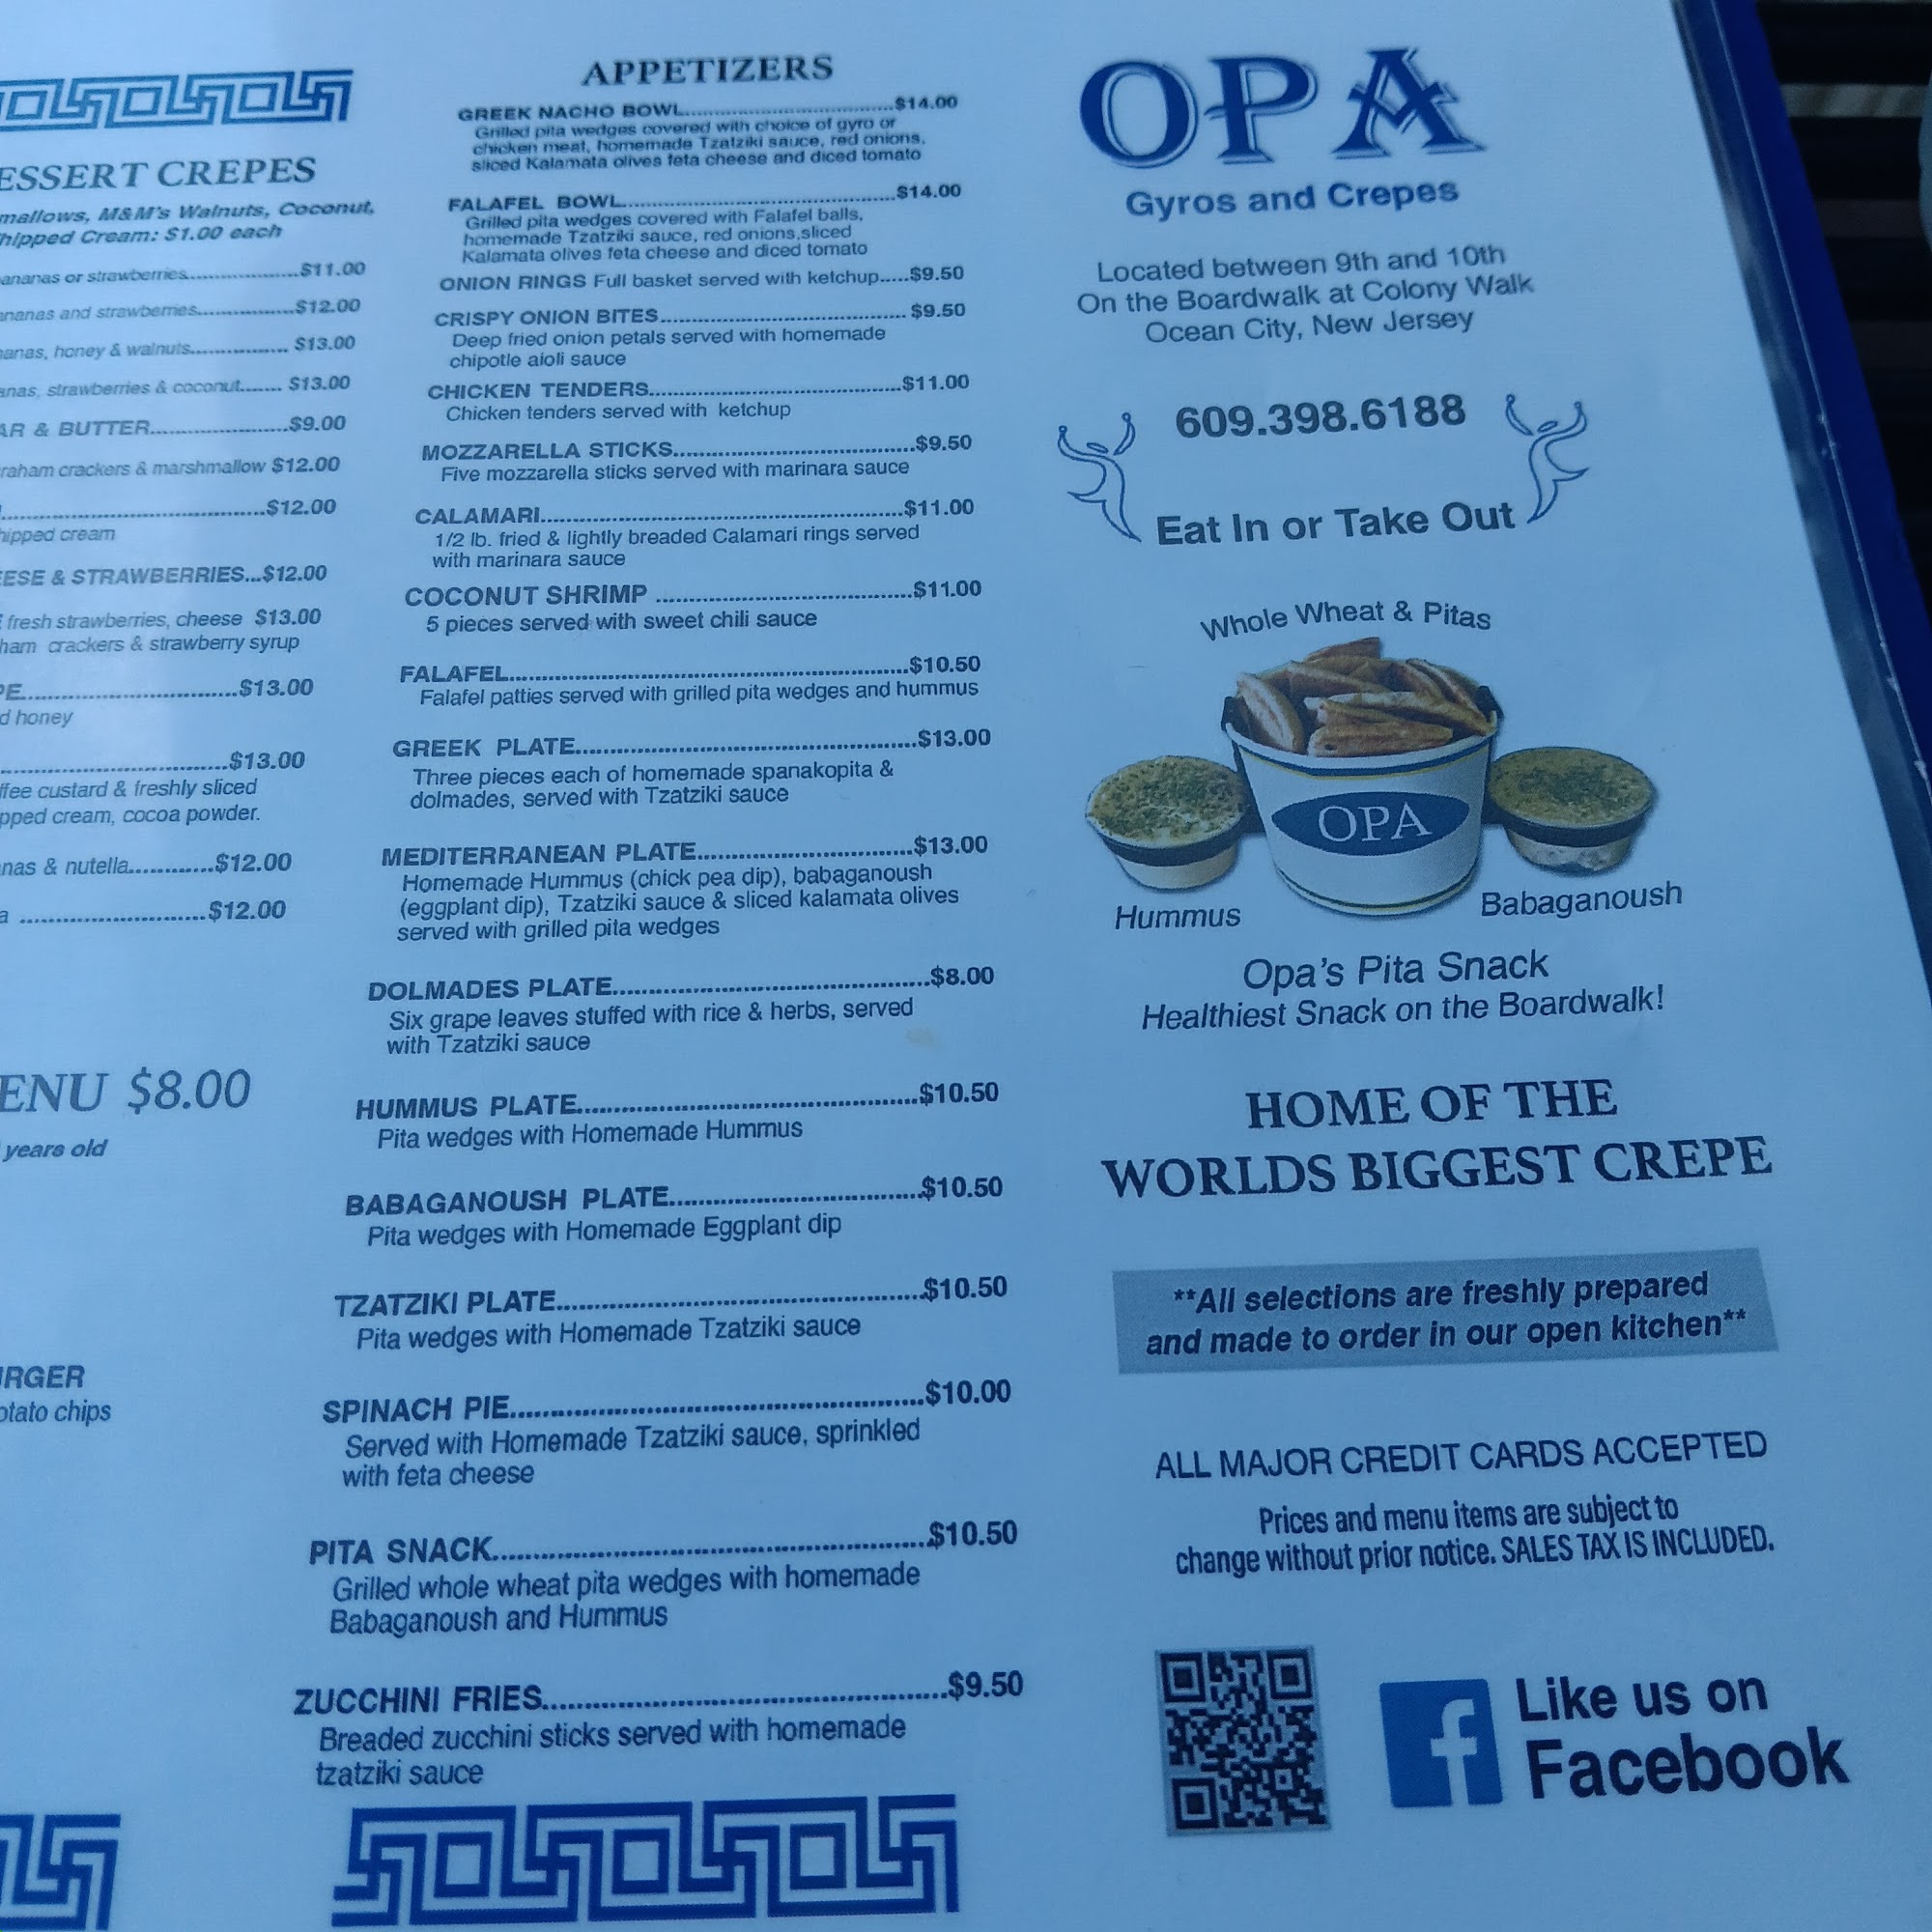 DESSERT CREPES
M&M's Walnuts, Coconut,
Whipped Cream: $1.00 each
bananas or strawberries..................$11.00
bananas and strawberries................$12.00
bananas, honey & walnuts................ $13.00
bananas, strawberries & coconut....... $13.00
& BUTTER......................$9.00
graham crackers & marshmallow $12.00
...........................................$12.00
whipped cream
& STRAWBERRIES...$12.00
fresh strawberries, cheese $13.00
crackers & strawberry syrup
...................................$13.00
honey
...................................$13.00
custard & freshly sliced
cream, cocoa powder.
& nutella.............$12.00
............................$12.00
MENU $8.00
years old
chips
APPETIZERS
GREEK NACHO BOWL..................................$14.00
Grilled pita wedges covered with choice of gyro or
chicken meat, homemade Tzatziki sauce, red onions,
sliced Kalamata olives feta cheese and diced tomato
FALAFEL BOWL...........................................$14.00
Grilled pita wedges covered with Falafel balls,
homemade Tzatziki sauce, red onions,sliced
Kalamata olives feta cheese and diced tomato
ONION RINGS Full basket served with ketchup.....$9.50
CRISPY ONION BITES....................................... $9.50
Deep fried onion petals served with homemade
chipotle aioli sauce
CHICKEN TENDERS........................................$11.00
Chicken tenders served with ketchup
MOZZARELLA STICKS.....................................$9.50
Five mozzarella sticks served with marinara sauce
CALAMARI.....................................................$11.00
1/2 lb. fried & lightly breaded Calamari rings served
with marinara sauce
COCONUT SHRIMP .......................................$11.00
5 pieces served with sweet chili sauce
FALAFEL.........................................................$10.50
Falafel patties served with grilled pita wedges and hummus
GREEK PLATE................................................$13.00
Three pieces each of homemade spanakopita &
dolmades, served with Tzatziki sauce
MEDITERRANEAN PLATE...............................$13.00
Homemade Hummus (chick pea dip), babaganoush
(eggplant dip), Tzatziki sauce & sliced kalamata olives
served with grilled pita wedges
DOLMADES PLATE............................................$8.00
Six grape leaves stuffed with rice & herbs, served
with Tzatziki sauce
HUMMUS PLATE..............................................$10.50
Pita wedges with Homemade Hummus
BABAGANOUSH PLATE..................................$10.50
Pita wedges with Homemade Eggplant dip
TZATZIKI PLATE................................................$10.50
Pita wedges with Homemade Tzatziki sauce
SPINACH PIE.....................................................$10.00
Served with Homemade Tzatziki sauce, sprinkled
with feta cheese
PITA SNACK.......................................................$10.50
Grilled whole wheat pita wedges with homemade
Babaganoush and Hummus
ZUCCHINI FRIES...................................................$9.50
Breaded zucchini sticks served with homemade
tzatziki sauce
OPA
Gyros and Crepes
Located between 9th and 10th
On the Boardwalk at Colony Walk
Ocean City, New Jersey
609.398.6188
Eat In or Take Out
Whole Wheat & Pitas
OPA
Hummus
Babaganoush
Opa's Pita Snack
Healthiest Snack on the Boardwalk!
HOME OF THE
WORLDS BIGGEST CREPE
**All selections are freshly prepared
and made to order in our open kitchen**
ALL MAJOR CREDIT CARDS ACCEPTED
Prices and menu items are subject to
change without prior notice. SALES TAX IS INCLUDED.
f
Like us on
Facebook